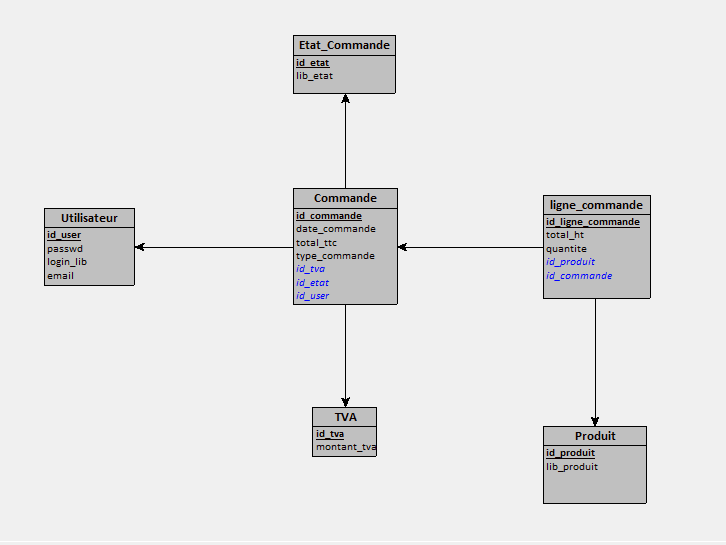 Etat_Commande
id_etat
lib_etat
Utilisateur
id_user
passwd
login_lib
email
Commande
id_commande
date_commande
total_ttc
type_commande
id_tva
id_etat
id_user
ligne_commande
id_ligne_commande
total_ht
quantite
id_produit
id_commande
TVA
id_tva
montant_tva
Produit
id_produit
lib_produit